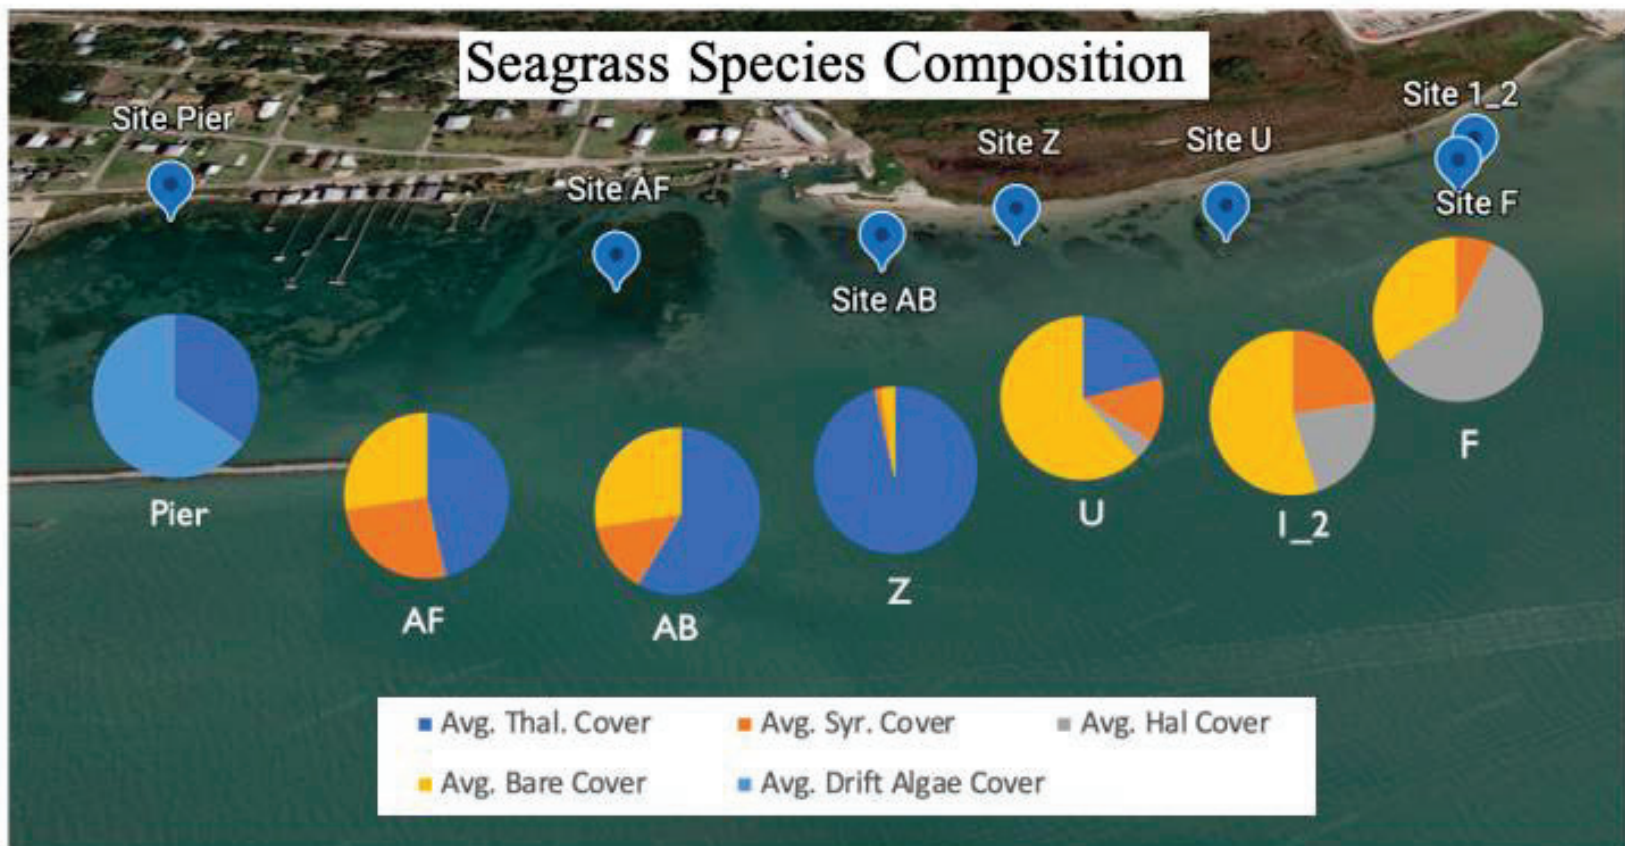 Seagrass Species Composition
Site Pier
Site AF
Site AB
Site Z
Site U
Site 1_2
Site F
Pier
AF
AB
Z
U
1_2
F
Avg. Thal. Cover
Avg. Syr. Cover
Avg. Hal Cover
Avg. Bare Cover
Avg. Drift Algae Cover